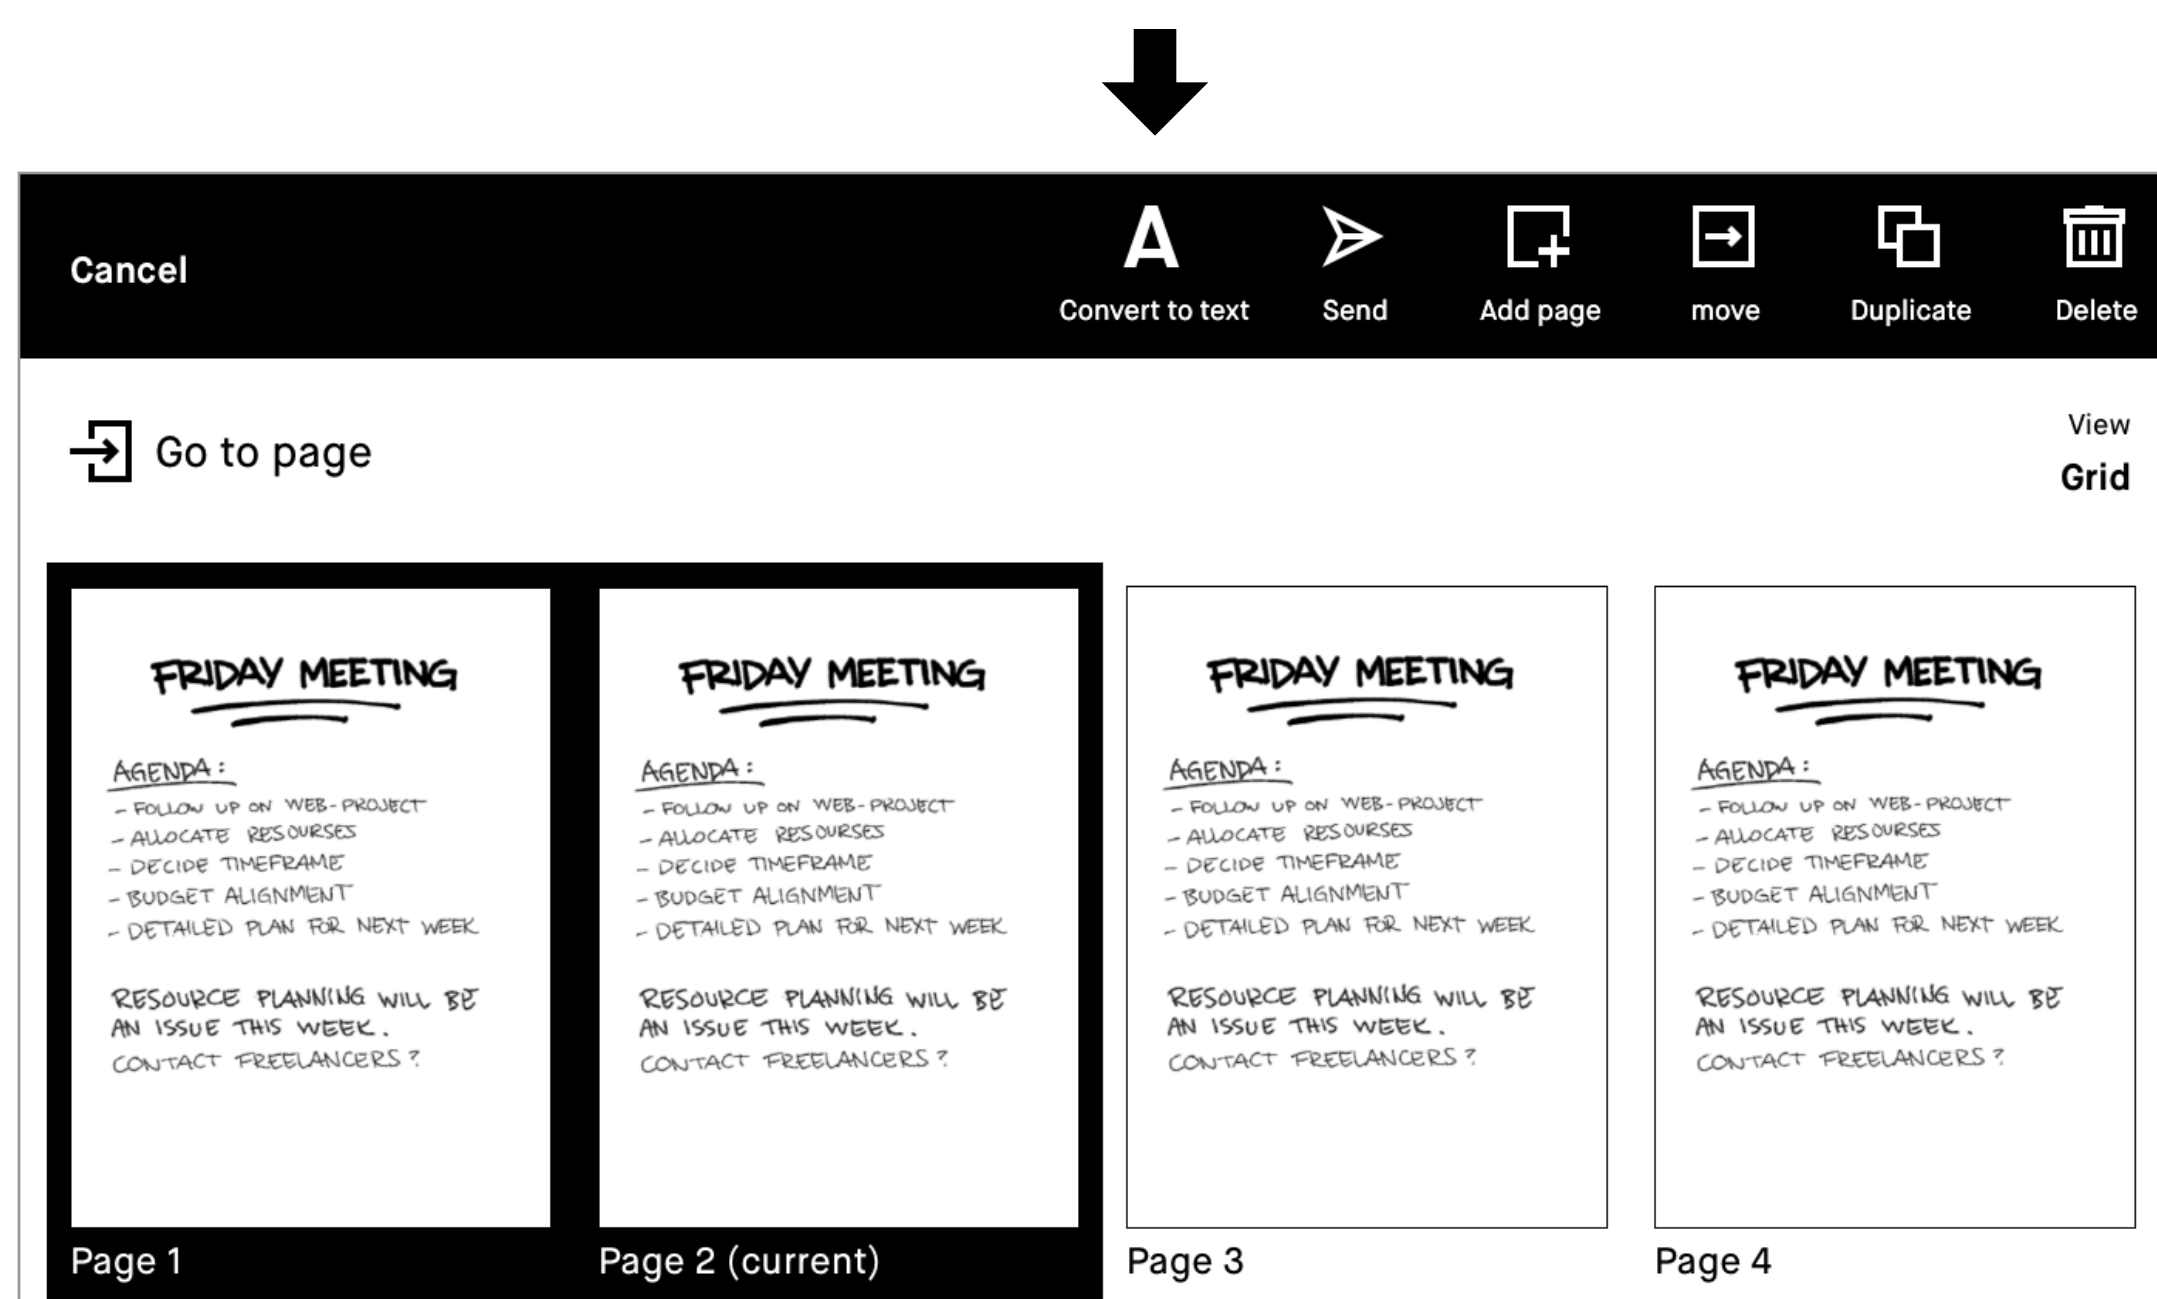 Cancel
Convert to text
Send
Add page
move
Duplicate
Delete
Go to page
View
Grid
FRIDAY MEETING
AGENDA:
- FOLLOW UP ON WEB-PROJECT
- ALLOCATE RESOURSES
- DECIDE TIMEFRAME
- BUDGET ALIGNMENT
- DETAILED PLAN FOR NEXT WEEK
RESOURCE PLANNING WILL BE
AN ISSUE THIS WEEK.
CONTACT FREELANCERS?
Page 1
FRIDAY MEETING
AGENDA:
- FOLLOW UP ON WEB-PROJECT
- ALLOCATE RESOURSES
- DECIDE TIMEFRAME
- BUDGET ALIGNMENT
- DETAILED PLAN FOR NEXT WEEK
RESOURCE PLANNING WILL BE
AN ISSUE THIS WEEK.
CONTACT FREELANCERS?
Page 2 (current)
FRIDAY MEETING
AGENDA:
- FOLLOW UP ON WEB-PROJECT
- ALLOCATE RESOURSES
- DECIDE TIMEFRAME
- BUDGET ALIGNMENT
- DETAILED PLAN FOR NEXT WEEK
RESOURCE PLANNING WILL BE
AN ISSUE THIS WEEK.
CONTACT FREELANCERS?
Page 3
FRIDAY MEETING
AGENDA:
- FOLLOW UP ON WEB-PROJECT
- ALLOCATE RESOURSES
- DECIDE TIMEFRAME
- BUDGET ALIGNMENT
- DETAILED PLAN FOR NEXT WEEK
RESOURCE PLANNING WILL BE
AN ISSUE THIS WEEK.
CONTACT FREELANCERS?
Page 4